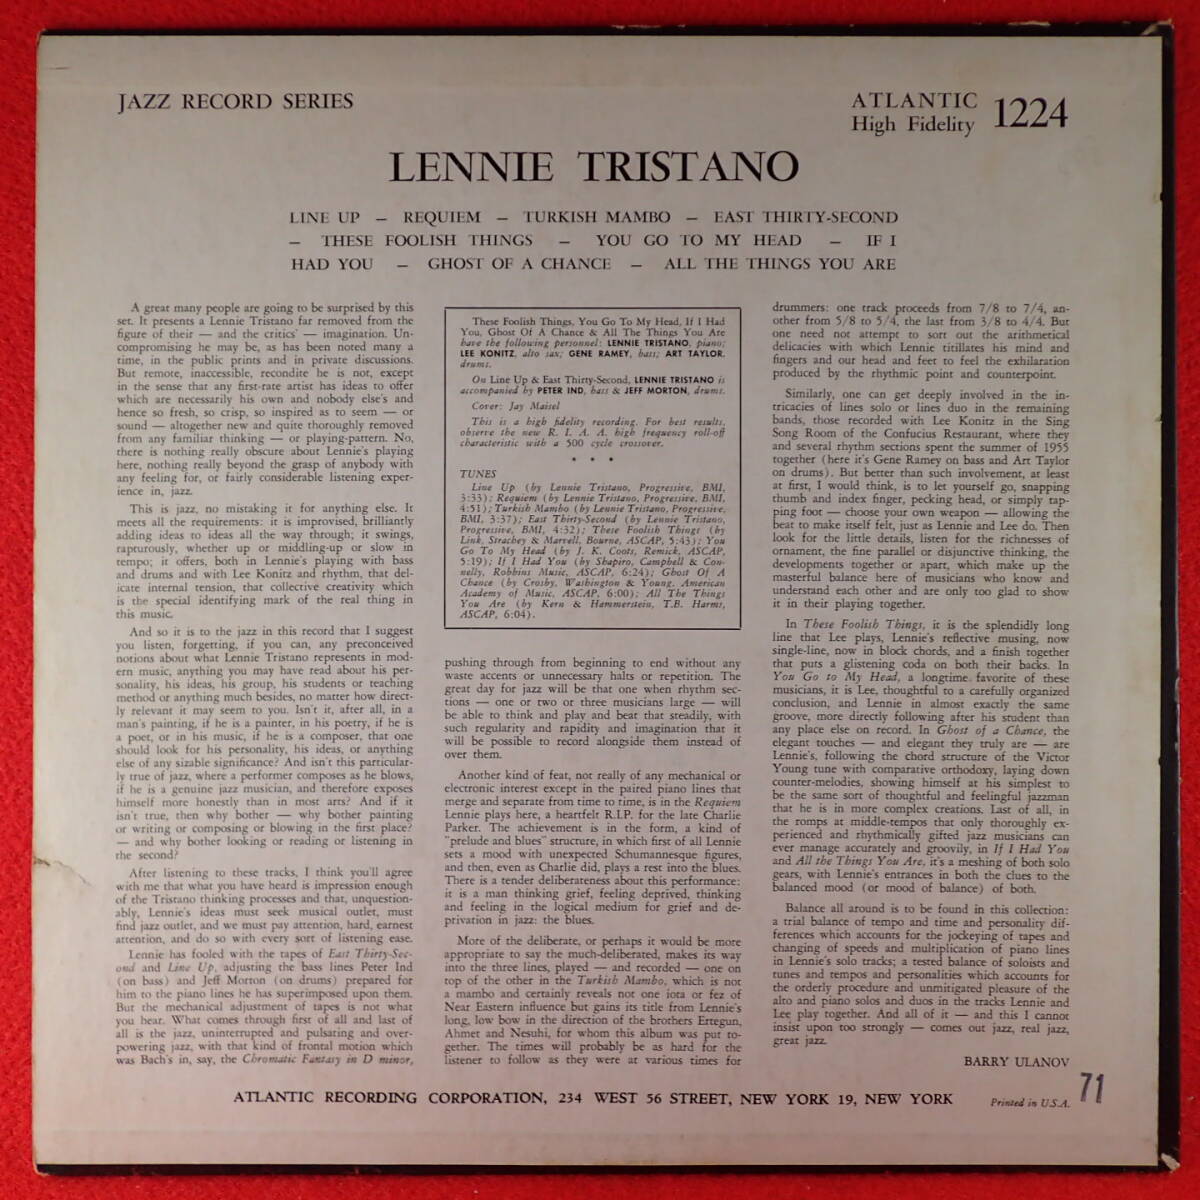 JAZZ RECORD SERIES
ATLANTIC
High Fidelity
1224
LENNIE TRISTANO
LINE UP — REQUIEM — TURKISH MAMBO — EAST THIRTY-SECOND
— THESE FOOLISH THINGS — YOU GO TO MY HEAD — IF I
HAD YOU — GHOST OF A CHANCE — ALL THE THINGS YOU ARE
A great many people are going to be surprised by this
set. It presents a Lennie Tristano far removed from the
figure of their — and the critics' — imagination. Un-
compromising he may be, as has been noted many a
time, in the public prints and in private discussions.
But remote, inaccessible, recondite he is not, except
in the sense that any first-rate artist has ideas to offer
which are necessarily his own and nobody else's and
hence so fresh, so crisp, so inspired as to seem — or
sound — altogether new and quite thoroughly removed
from any familiar thinking — or playing-pattern. No,
there is nothing really obscure about Lennie's playing
here, nothing really beyond the grasp of anybody with
any feeling for, or fairly considerable listening exper-
ience in, jazz.
This is jazz, no mistaking it for anything else. It
meets all the requirements: it is improvised, brilliantly
adding ideas to ideas all the way through; it swings,
rapturously, whether up or middling-up or slow in
tempo; it offers, both in Lennie's playing with bass
and drums and with Lee Konitz and rhythm, that del-
icate internal tension, that collective creativity which
is the special identifying mark of the real thing in
this music.
And so it is to the jazz in this record that I suggest
you listen, forgetting, if you can, any preconceived
notions about what Lennie Tristano represents in mod-
ern music, anything you may have read about his per-
sonality, his ideas, his group, his students or teaching
method or anything much besides, no matter how direct-
ly relevant it may seem to you. Isn't it, after all, in a
man's painting, if he is a painter, in his poetry, if he is
a poet, or in his music, if he is a composer, that one
should look for his personality, his ideas, or anything
else of any sizable significance? And isn't this particular-
ly true of jazz, where a performer composes as he blows,
if he is a genuine jazz musician, and therefore exposes
himself more honestly than in most arts? And if it
isn't true, then why bother — why bother painting
or writing or composing or blowing in the first place?
— and why bother looking or reading or listening in
the second?
After listening to these tracks, I think you'll agree
with me that what you have heard is impression enough
of the Tristano thinking processes and that, unquestion-
ably, Lennie's ideas must seek musical outlet, must
find jazz outlet, and we must pay attention, hard, earnest
attention, and do so with every sort of listening ease.
Lennie has fooled with the tapes of East Thirty-Sec-
ond and Line Up, adjusting the bass lines Peter Ind
(on bass) and Jeff Morton (on drums) prepared for
him to the piano lines he has superimposed upon them.
But the mechanical adjustment of tapes is not what
you hear. What comes through first of all and last of
all is the jazz, uninterrupted and pulsating and over-
powering jazz, with that kind of frontal motion which
was Bach's in, say, the Chromatic Fantasy in D minor,
These Foolish Things, You Go To My Head, If I Had
You, Ghost Of A Chance & All The Things You Are
have the following personnel: LENNIE TRISTANO, piano;
LEE KONITZ, alto sax; GENE RAMEY, bass; ART TAYLOR,
drums.
On Line Up & East Thirty-Second, LENNIE TRISTANO is
accompanied by PETER IND, bass & JEFF MORTON, drums.
Cover: Jay Maisel
This is a high fidelity recording. For best results,
observe the new R. I. A. A. high frequency roll-off
characteristic with a 500 cycle crossover.
• • •
TUNES
Line Up (by Lennie Tristano, Progressive, BMI,
3:33); Requiem (by Lennie Tristano, Progressive, BMI,
4:51); Turkish Mambo (by Lennie Tristano, Progressive,
BMI, 3:37); East Thirty-Second (by Lennie Tristano,
Progressive, BMI, 4:32); These Foolish Things (by
Link, Strachey & Marvell, Bourne, ASCAP, 5:43); You
Go To My Head (by J. K. Coots, Remick, ASCAP,
5:19); If I Had You (by Shapiro, Campbell & Con-
nelly, Robbins Music, ASCAP, 6:24); Ghost Of A
Chance (by Crosby, Washington & Young, American
Academy of Music, ASCAP, 6:00); All The Things
You Are (by Kern & Hammerstein, T.B. Harms,
ASCAP, 6:04).
pushing through from beginning to end without any
waste accents or unnecessary halts or repetition. The
great day for jazz will be that one when rhythm sec-
tions — one or two or three musicians large — will
be able to think and play and beat that steadily, with
such regularity and rapidity and imagination that it
will be possible to record alongside them instead of
over them.
Another kind of feat, not really of any mechanical or
electronic interest except in the paired piano lines that
merge and separate from time to time, is in the Requiem
Lennie plays here, a heartfelt R.I.P. for the late Charlie
Parker. The achievement is in the form, a kind of
"prelude and blues" structure, in which first of all Lennie
sets a mood with unexpected Schumannesque figures,
and then, even as Charlie did, plays a rest into the blues.
There is a tender deliberateness about this performance:
it is a man thinking grief, feeling deprived, thinking
and feeling in the logical medium for grief and de-
privation in jazz: the blues.
More of the deliberate, or perhaps it would be more
appropriate to say the much-deliberated, makes its way
into the three lines, played — and recorded — one on
top of the other in the Turkish Mambo, which is not
a mambo and certainly reveals not one iota or fez of
Near Eastern influence but gains its title from Lennie's
long, low bow in the direction of the brothers Ertegun,
Ahmet and Nesuhi, for whom this album was put to-
gether. The times will probably be as hard for the
listener to follow as they were at various times for
drummers: one track proceeds from 7/8 to 7/4, an-
other from 5/8 to 5/4, the last from 3/8 to 4/4. But
one need not attempt to sort out the arithmetical
delicacies with which Lennie titillates his mind and
fingers and our head and feet to feel the exhilaration
produced by the rhythmic point and counterpoint.
Similarly, one can get deeply involved in the in-
tricacies of lines solo or lines duo in the remaining
bands, those recorded with Lee Konitz in the Sing
Song Room of the Confucius Restaurant, where they
and several rhythm sections spent the summer of 1955
together (here it's Gene Ramey on bass and Art Taylor
on drums). But better than such involvement, at least
at first, I would think, is to let yourself go, snapping
thumb and index finger, pecking head, or simply tap-
ping foot — choose your own weapon — allowing the
beat to make itself felt, just as Lennie and Lee do. Then
look for the little details, listen for the richnesses of
ornament, the fine parallel or disjunctive thinking, the
developments together or apart, which make up the
masterful balance here of musicians who know and
understand each other and are only too glad to show
it in their playing together.
In These Foolish Things, it is the splendidly long
line that Lee plays, Lennie's reflective musing, now
single-line, now in block chords, and a finish together
that puts a glistening coda on both their backs. In
You Go to My Head, a longtime favorite of these
musicians, it is Lee, thoughtful to a carefully organized
conclusion, and Lennie in almost exactly the same
groove, more directly following after his student than
any place else on record. In Ghost of a Chance, the
elegant touches — and elegant they truly are — are
Lennie's, following the chord structure of the Victor
Young tune with comparative orthodoxy, laying down
counter-melodies, showing himself at his simplest to
be the same sort of thoughtful and feelingful jazzman
that he is in more complex creations. Last of all, in
the romps at middle-tempos that only thoroughly ex-
perienced and rhythmically gifted jazz musicians can
ever manage accurately and groovily, in If I Had You
and All the Things You Are, it's a meshing of both solo
gears, with Lennie's entrances in both the clues to the
balanced mood (or mood of balance) of both.
Balance all around is to be found in this collection:
a trial balance of tempo and time and personality dif-
ferences which accounts for the jockeying of tapes and
changing of speeds and multiplication of piano lines
in Lennie's solo tracks; a tested balance of soloists and
tunes and tempos and personalities which accounts for
the orderly procedure and unmitigated pleasure of the
alto and piano solos and duos in the tracks Lennie and
Lee play together. And all of it — and this I cannot
insist upon too strongly — comes out jazz, real jazz,
great jazz.
BARRY ULANOV
ATLANTIC RECORDING CORPORATION, 234 WEST 56 STREET, NEW YORK 19, NEW YORK
Printed in U.S.A.
71